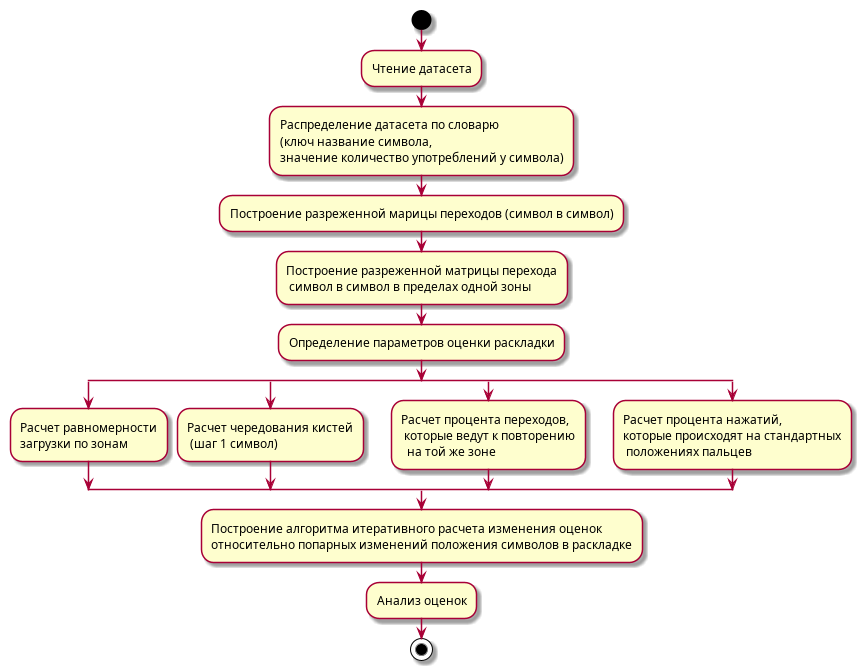 Чтение датасета
Распределение датасета по словарю
(ключ название символа,
значение количество употреблений у символа)
Построение разреженной марицы переходов (символ в символ)
Построение разреженной матрицы перехода
символ в символ в пределах одной зоны
Определение параметров оценки раскладки
Расчет равномерности
загрузки по зонам
Расчет чередования кистей
(шаг 1 символ)
Расчет процента переходов,
которые ведут к повторению
на той же зоне
Расчет процента нажатий,
которые происходят на стандартных
положениях пальцев
Построение алгоритма итеративного расчета изменения оценок
относительно попарных изменений положения символов в раскладке
Анализ оценок